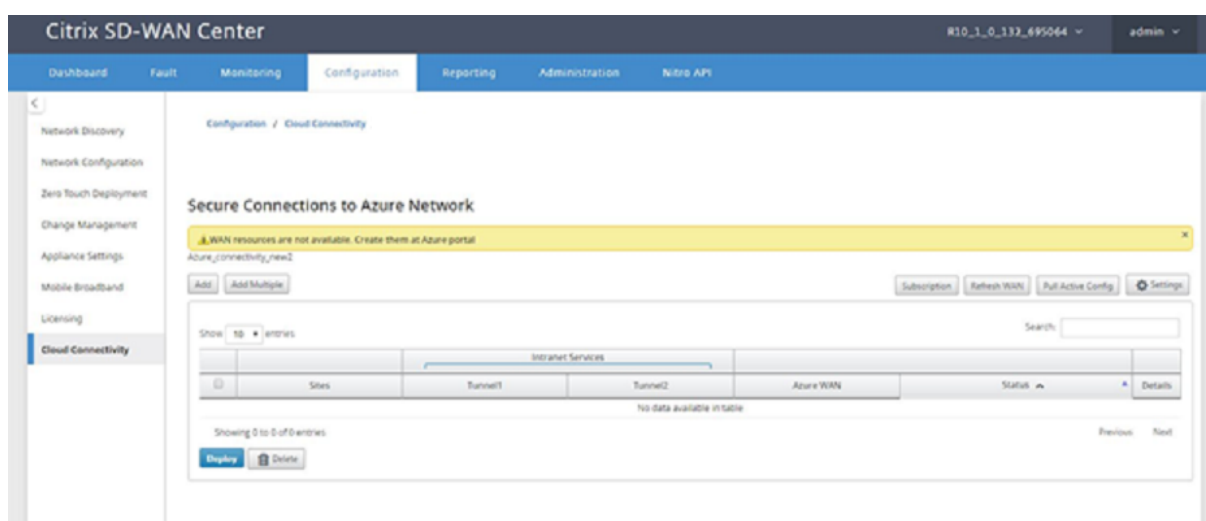 Citrix SD-WAN Center
R10_1_0_133_695064
admin
Dashboard Fault Monitoring Configuration Reporting Administration Nitro API
Network Discovery
Network Configuration
Zero Touch Deployment
Change Management
Appliance Settings
Mobile Broadband
Licensing
Cloud Connectivity
Configuration / Cloud Connectivity
Secure Connections to Azure Network
WAN resources are not available. Create them at Azure portal
Azure_connectivity_new2
Add Add Multiple Subscription Refresh WAN Pull Active Config Settings
Show 10 entries Search:
Intranet Services
Sites Tunnel1 Tunnel2 Azure WAN Status Details
No data available in table
Showing 0 to 0 of 0 entries Previous Next
Deploy Delete